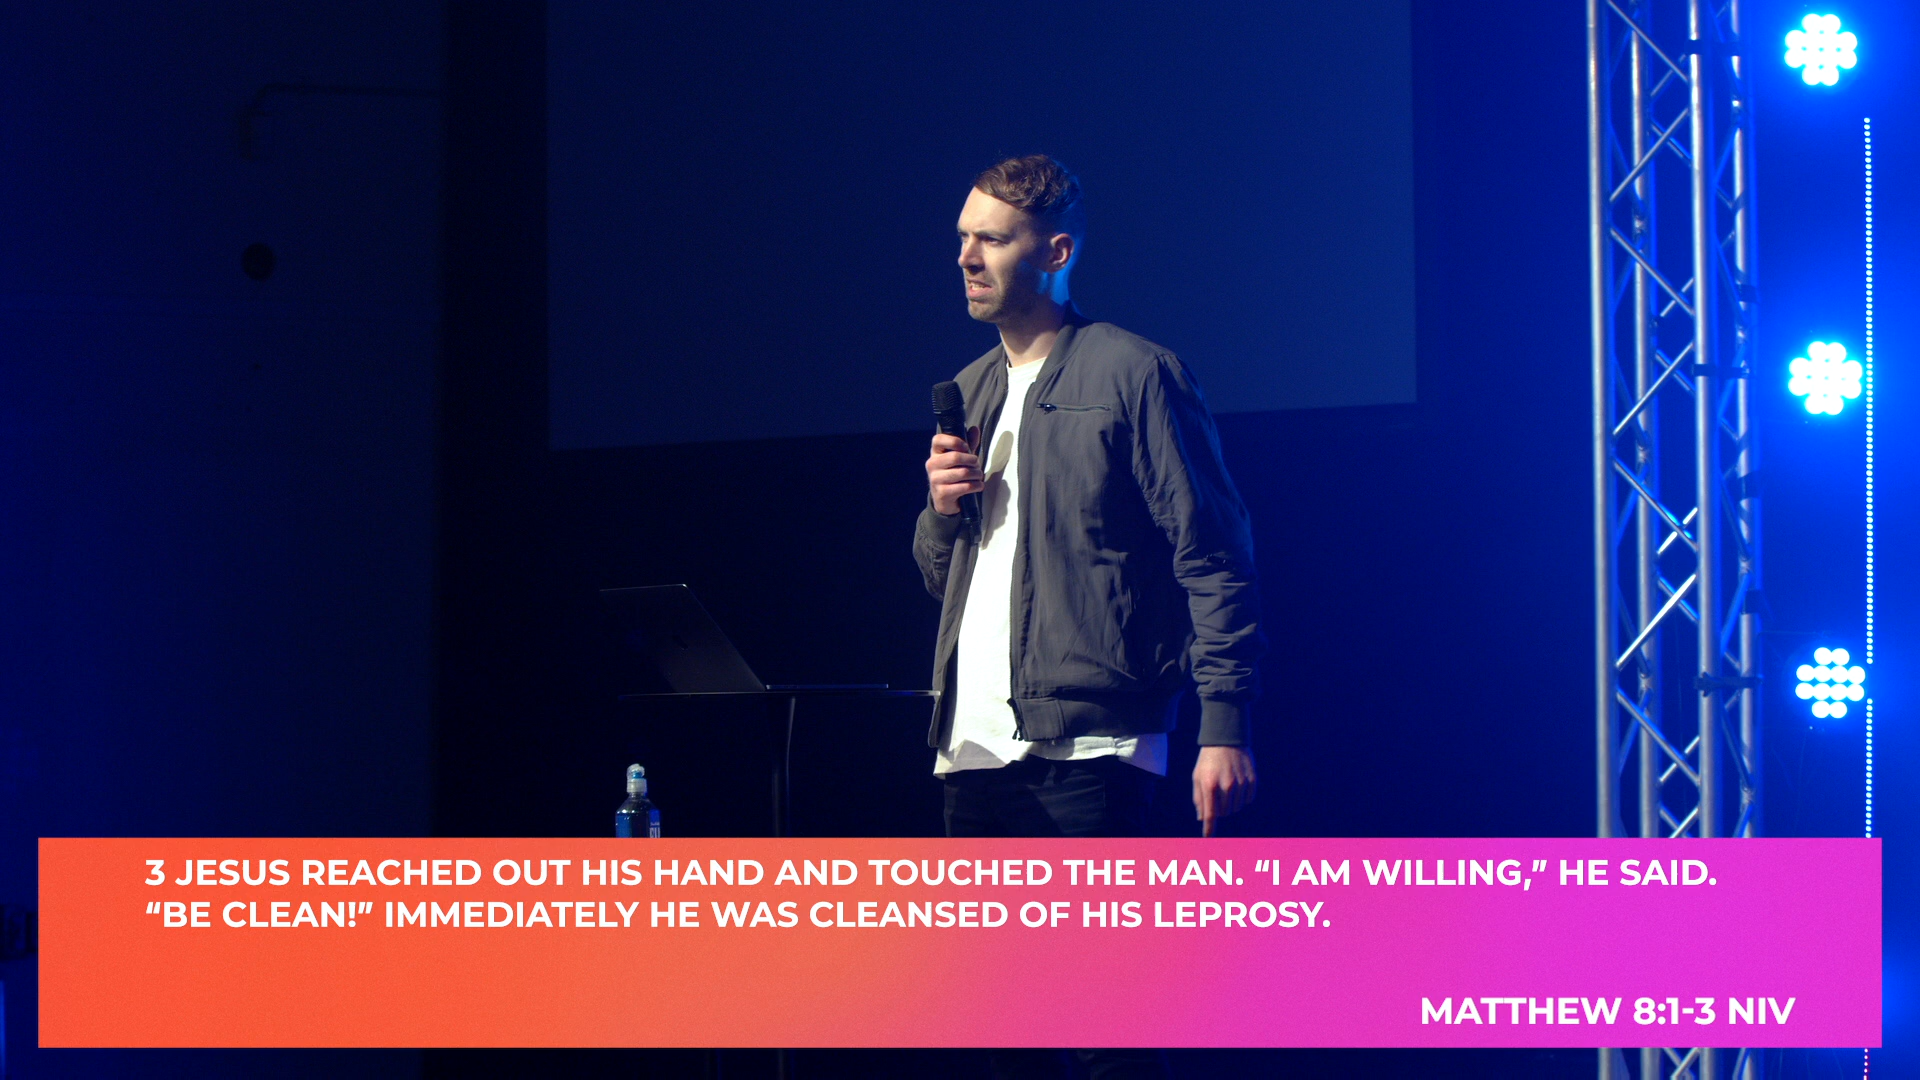 3 JESUS REACHED OUT HIS HAND AND TOUCHED THE MAN. “I AM WILLING,” HE SAID.
“BE CLEAN!” IMMEDIATELY HE WAS CLEANSED OF HIS LEPROSY.
MATTHEW 8:1-3 NIV